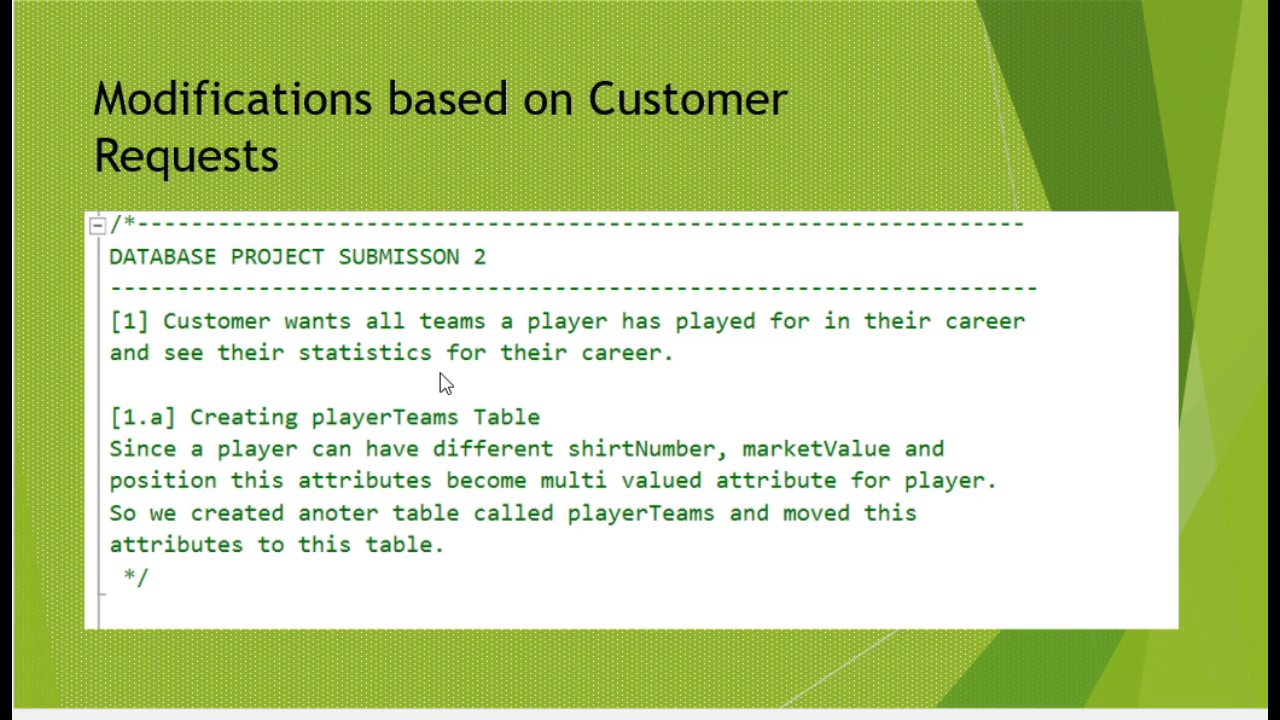 Modifications based on Customer
Requests
/*------------------------------------------------------------------
DATABASE PROJECT SUBMISSON 2
---------------------------------------------------------------------
[1] Customer wants all teams a player has played for in their career
and see their statistics for their career.
[1.a] Creating playerTeams Table
Since a player can have different shirtNumber, marketValue and
position this attributes become multi valued attribute for player.
So we created anoter table called playerTeams and moved this
attributes to this table.
*/